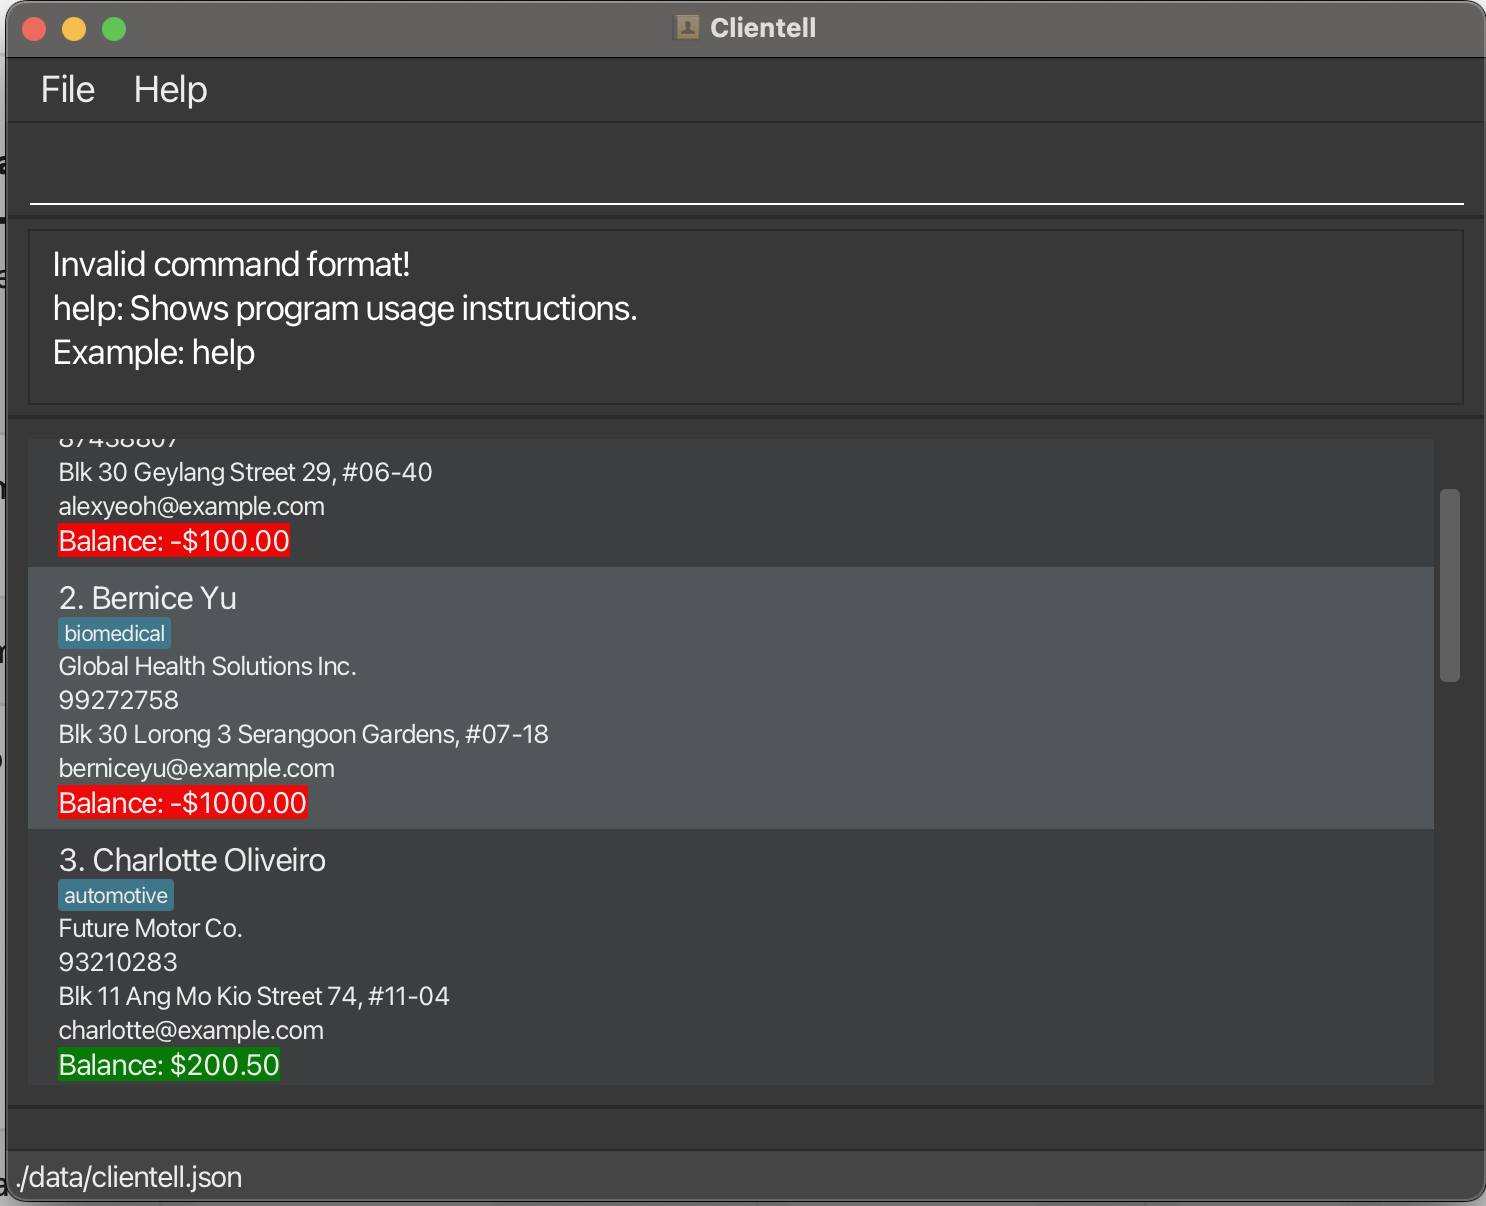 Clientell
File Help
Invalid command format!
help: Shows program usage instructions.
Example: help
87438807
Blk 30 Geylang Street 29, #06-40
alexyeoh@example.com
Balance: -$100.00
2. Bernice Yu
biomedical
Global Health Solutions Inc.
99272758
Blk 30 Lorong 3 Serangoon Gardens, #07-18
berniceyu@example.com
Balance: -$1000.00
3. Charlotte Oliveiro
automotive
Future Motor Co.
93210283
Blk 11 Ang Mo Kio Street 74, #11-04
charlotte@example.com
Balance: $200.50
./data/clientell.json